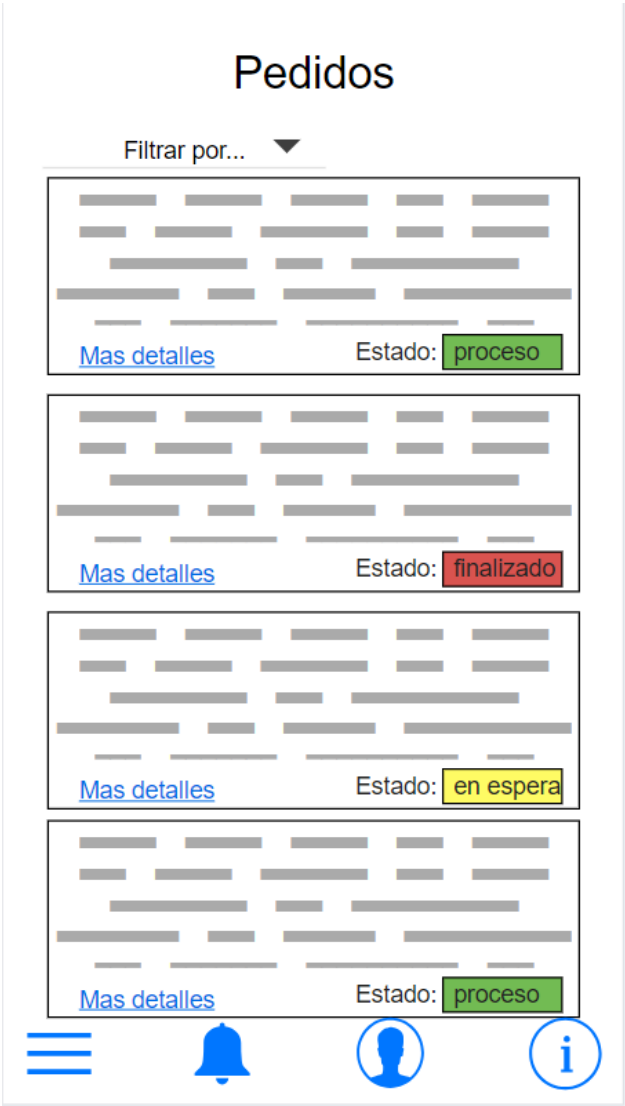 Pedidos
Filtrar por...
Mas detalles Estado: proceso
Mas detalles Estado: finalizado
Mas detalles Estado: en espera
Mas detalles Estado: proceso
i